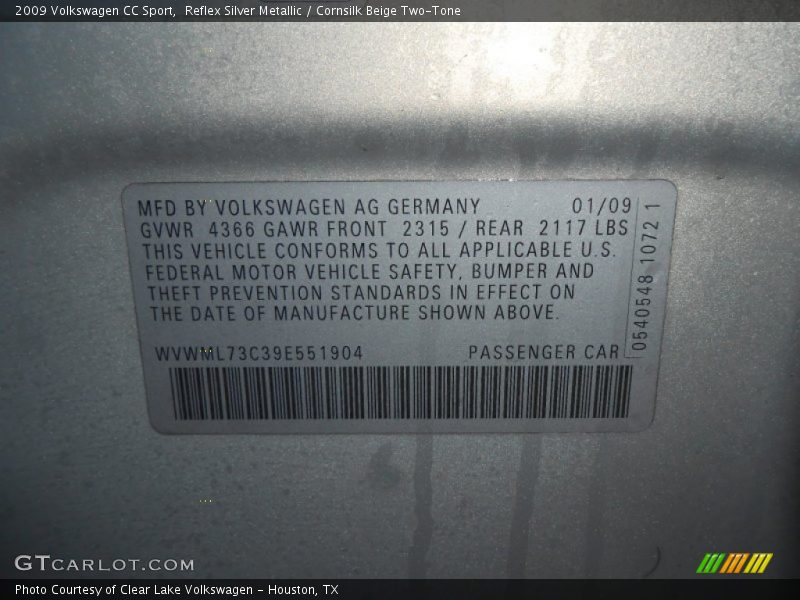 2009 Volkswagen CC Sport,  Reflex Silver Metallic / Cornsilk Beige Two-Tone
MFD BY VOLKSWAGEN AG GERMANY 01/09
GVWR 4366 GAWR FRONT 2315 / REAR 2117 LBS
THIS VEHICLE CONFORMS TO ALL APPLICABLE U.S.
FEDERAL MOTOR VEHICLE SAFETY, BUMPER AND
THEFT PREVENTION STANDARDS IN EFFECT ON
THE DATE OF MANUFACTURE SHOWN ABOVE.
WVWML73C39E551904 PASSENGER CAR
0540548 1072 1
GTCARLOT.COM
Photo Courtesy of Clear Lake Volkswagen - Houston, TX